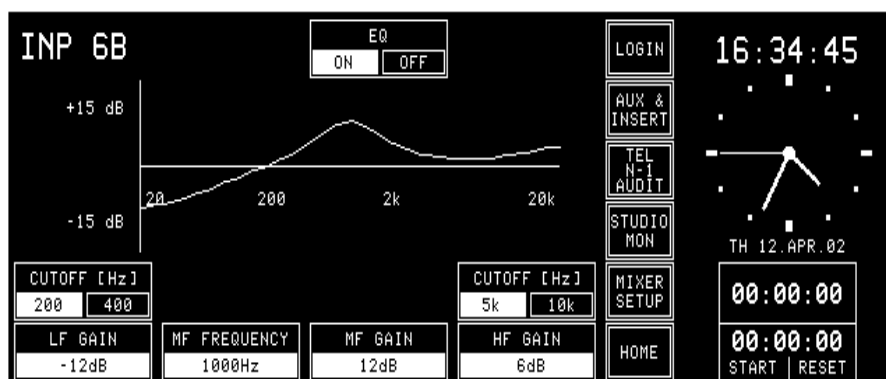 INP 6B
EQ
ON OFF
+15 dB
-15 dB
20 200 2k 20k
CUTOFF [Hz]
200 400
CUTOFF [Hz]
5k 10k
LF GAIN
-12dB
MF FREQUENCY
1000Hz
MF GAIN
12dB
HF GAIN
6dB
LOGIN
AUX &
INSERT
TEL
N-1
AUDIT
STUDIO
MON
MIXER
SETUP
HOME
16:34:45
TH 12.APR.02
00:00:00
00:00:00
START RESET